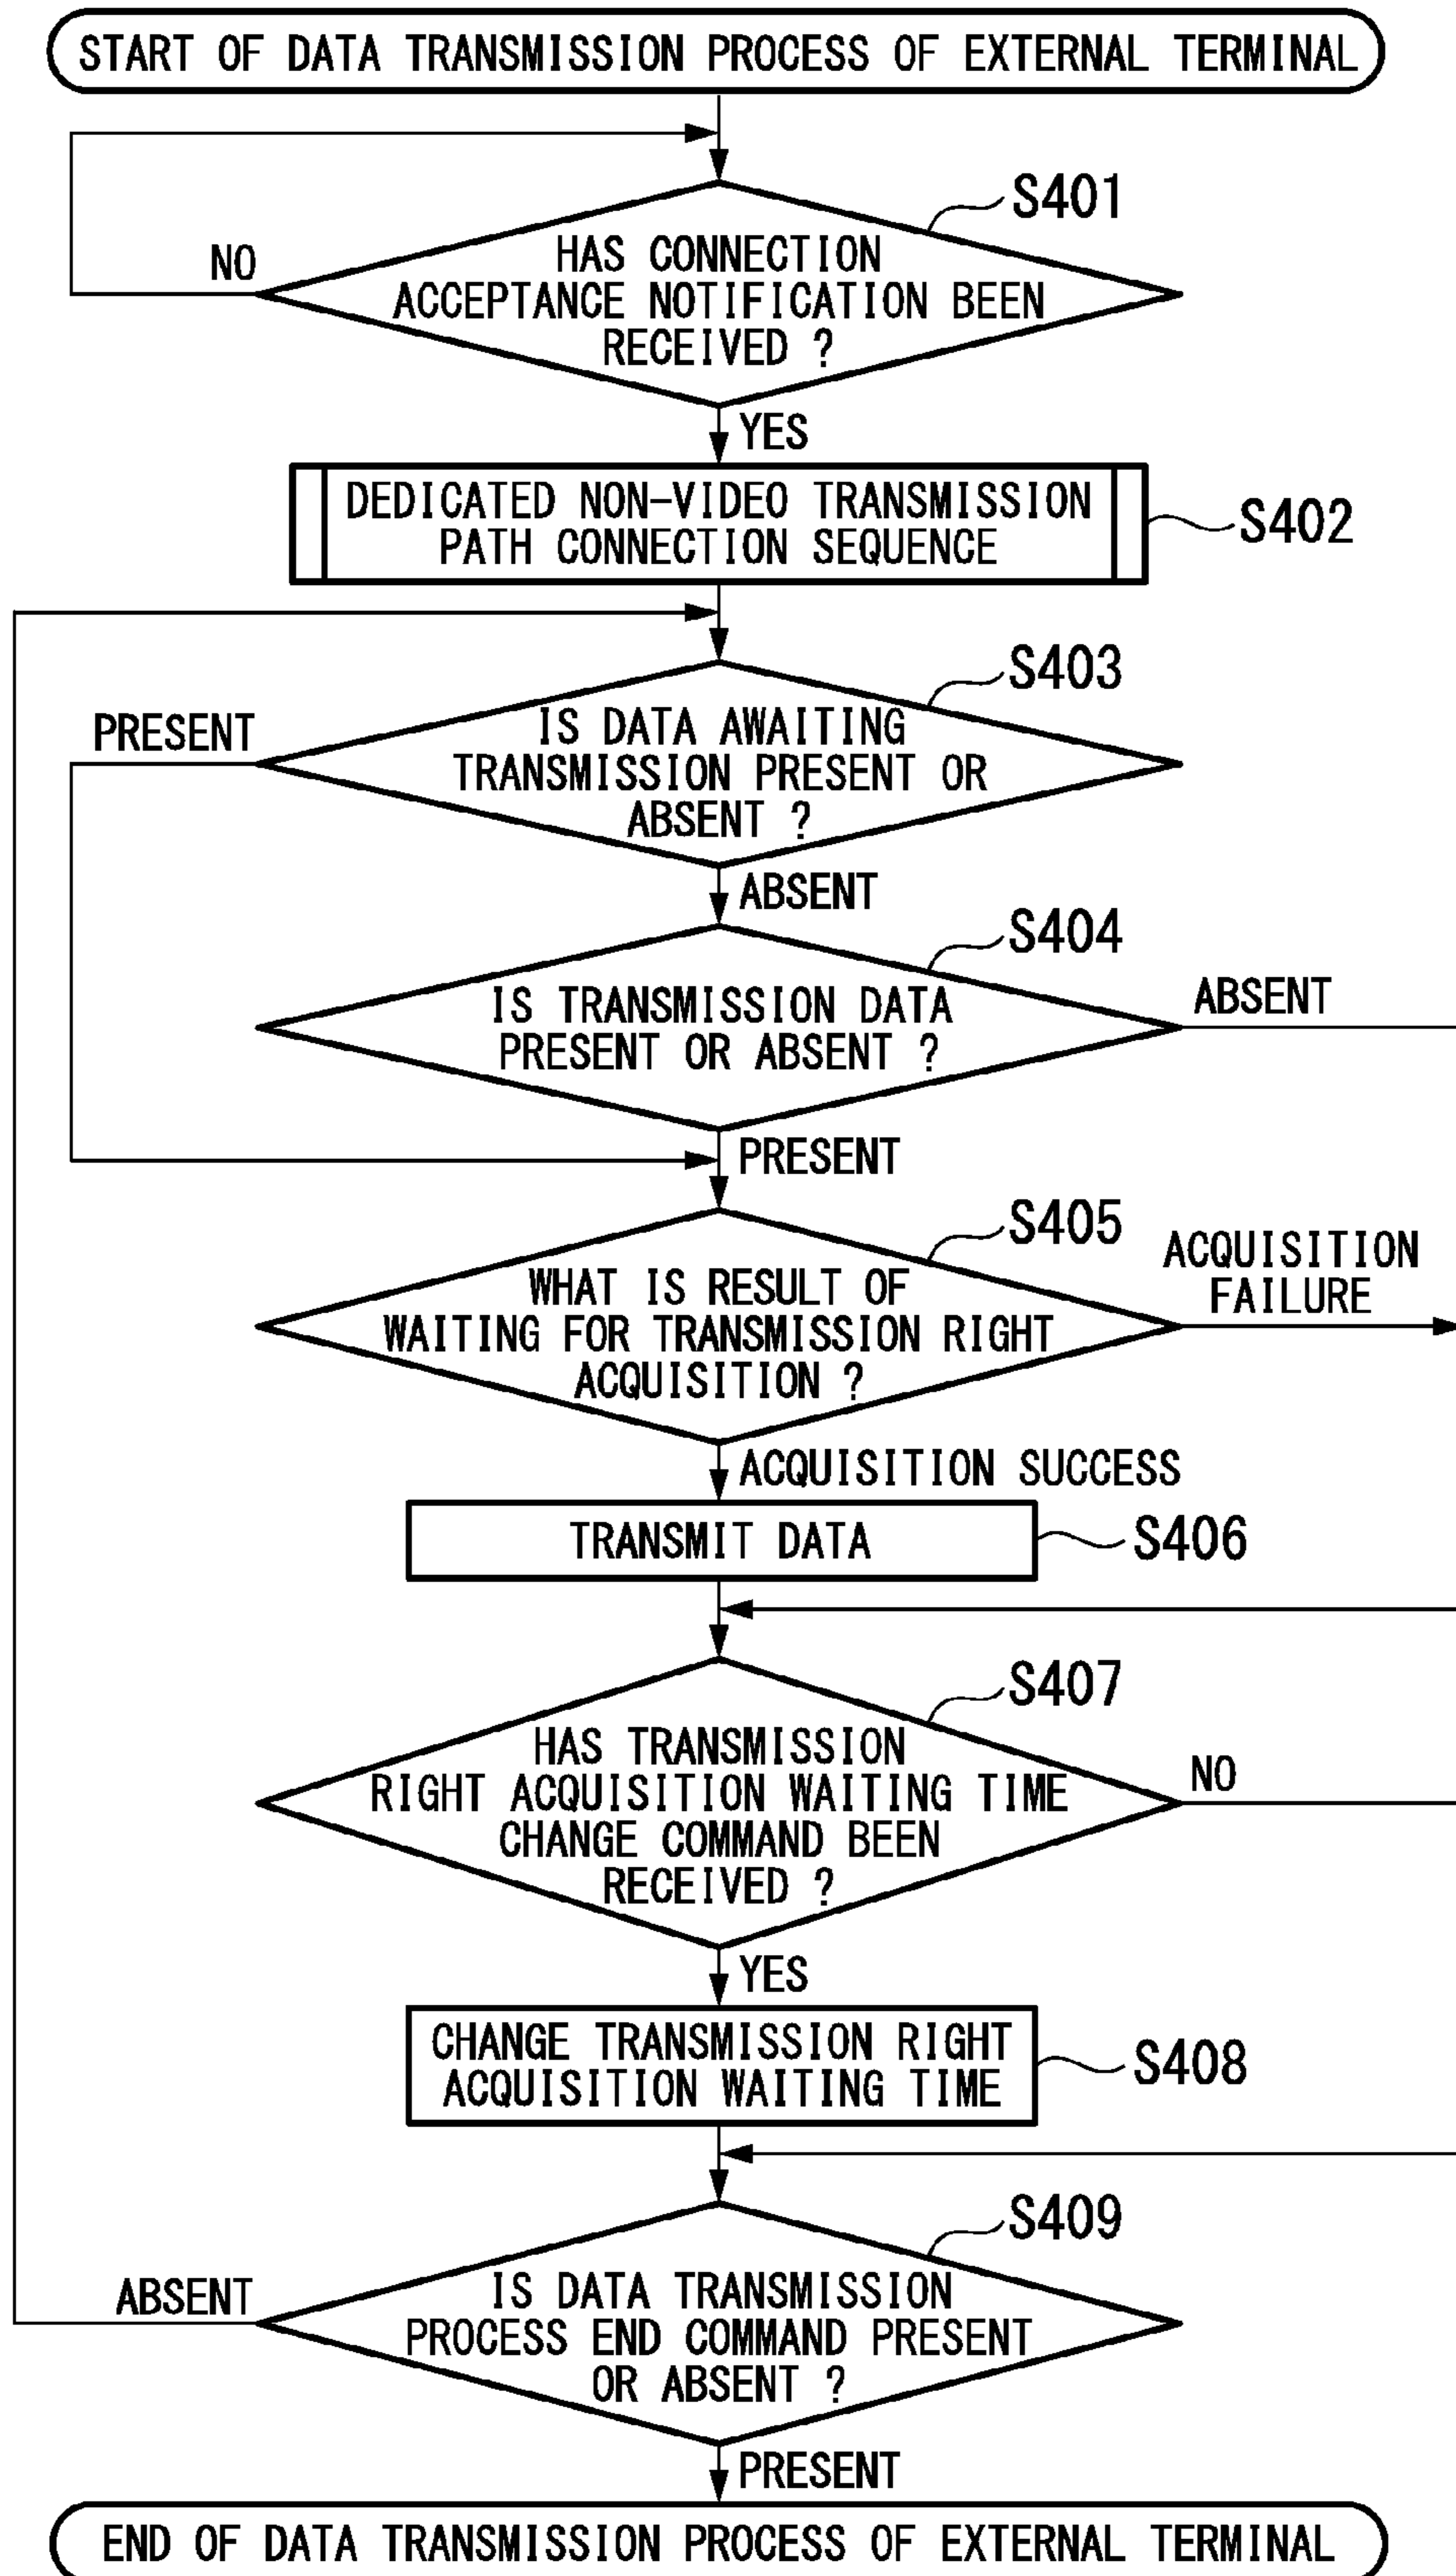 START OF DATA TRANSMISSION PROCESS OF EXTERNAL TERMINAL
S401
NO
HAS CONNECTION
ACCEPTANCE NOTIFICATION BEEN
RECEIVED ?
YES
DEDICATED NON-VIDEO TRANSMISSION
PATH CONNECTION SEQUENCE
S402
S403
PRESENT
IS DATA AWAITING
TRANSMISSION PRESENT OR
ABSENT ?
ABSENT
S404
ABSENT
IS TRANSMISSION DATA
PRESENT OR ABSENT ?
PRESENT
S405
ACQUISITION
FAILURE
WHAT IS RESULT OF
WAITING FOR TRANSMISSION RIGHT
ACQUISITION ?
ACQUISITION SUCCESS
TRANSMIT DATA
S406
S407
HAS TRANSMISSION
RIGHT ACQUISITION WAITING TIME
CHANGE COMMAND BEEN
RECEIVED ?
NO
YES
CHANGE TRANSMISSION RIGHT
ACQUISITION WAITING TIME
S408
S409
ABSENT
IS DATA TRANSMISSION
PROCESS END COMMAND PRESENT
OR ABSENT ?
PRESENT
END OF DATA TRANSMISSION PROCESS OF EXTERNAL TERMINAL